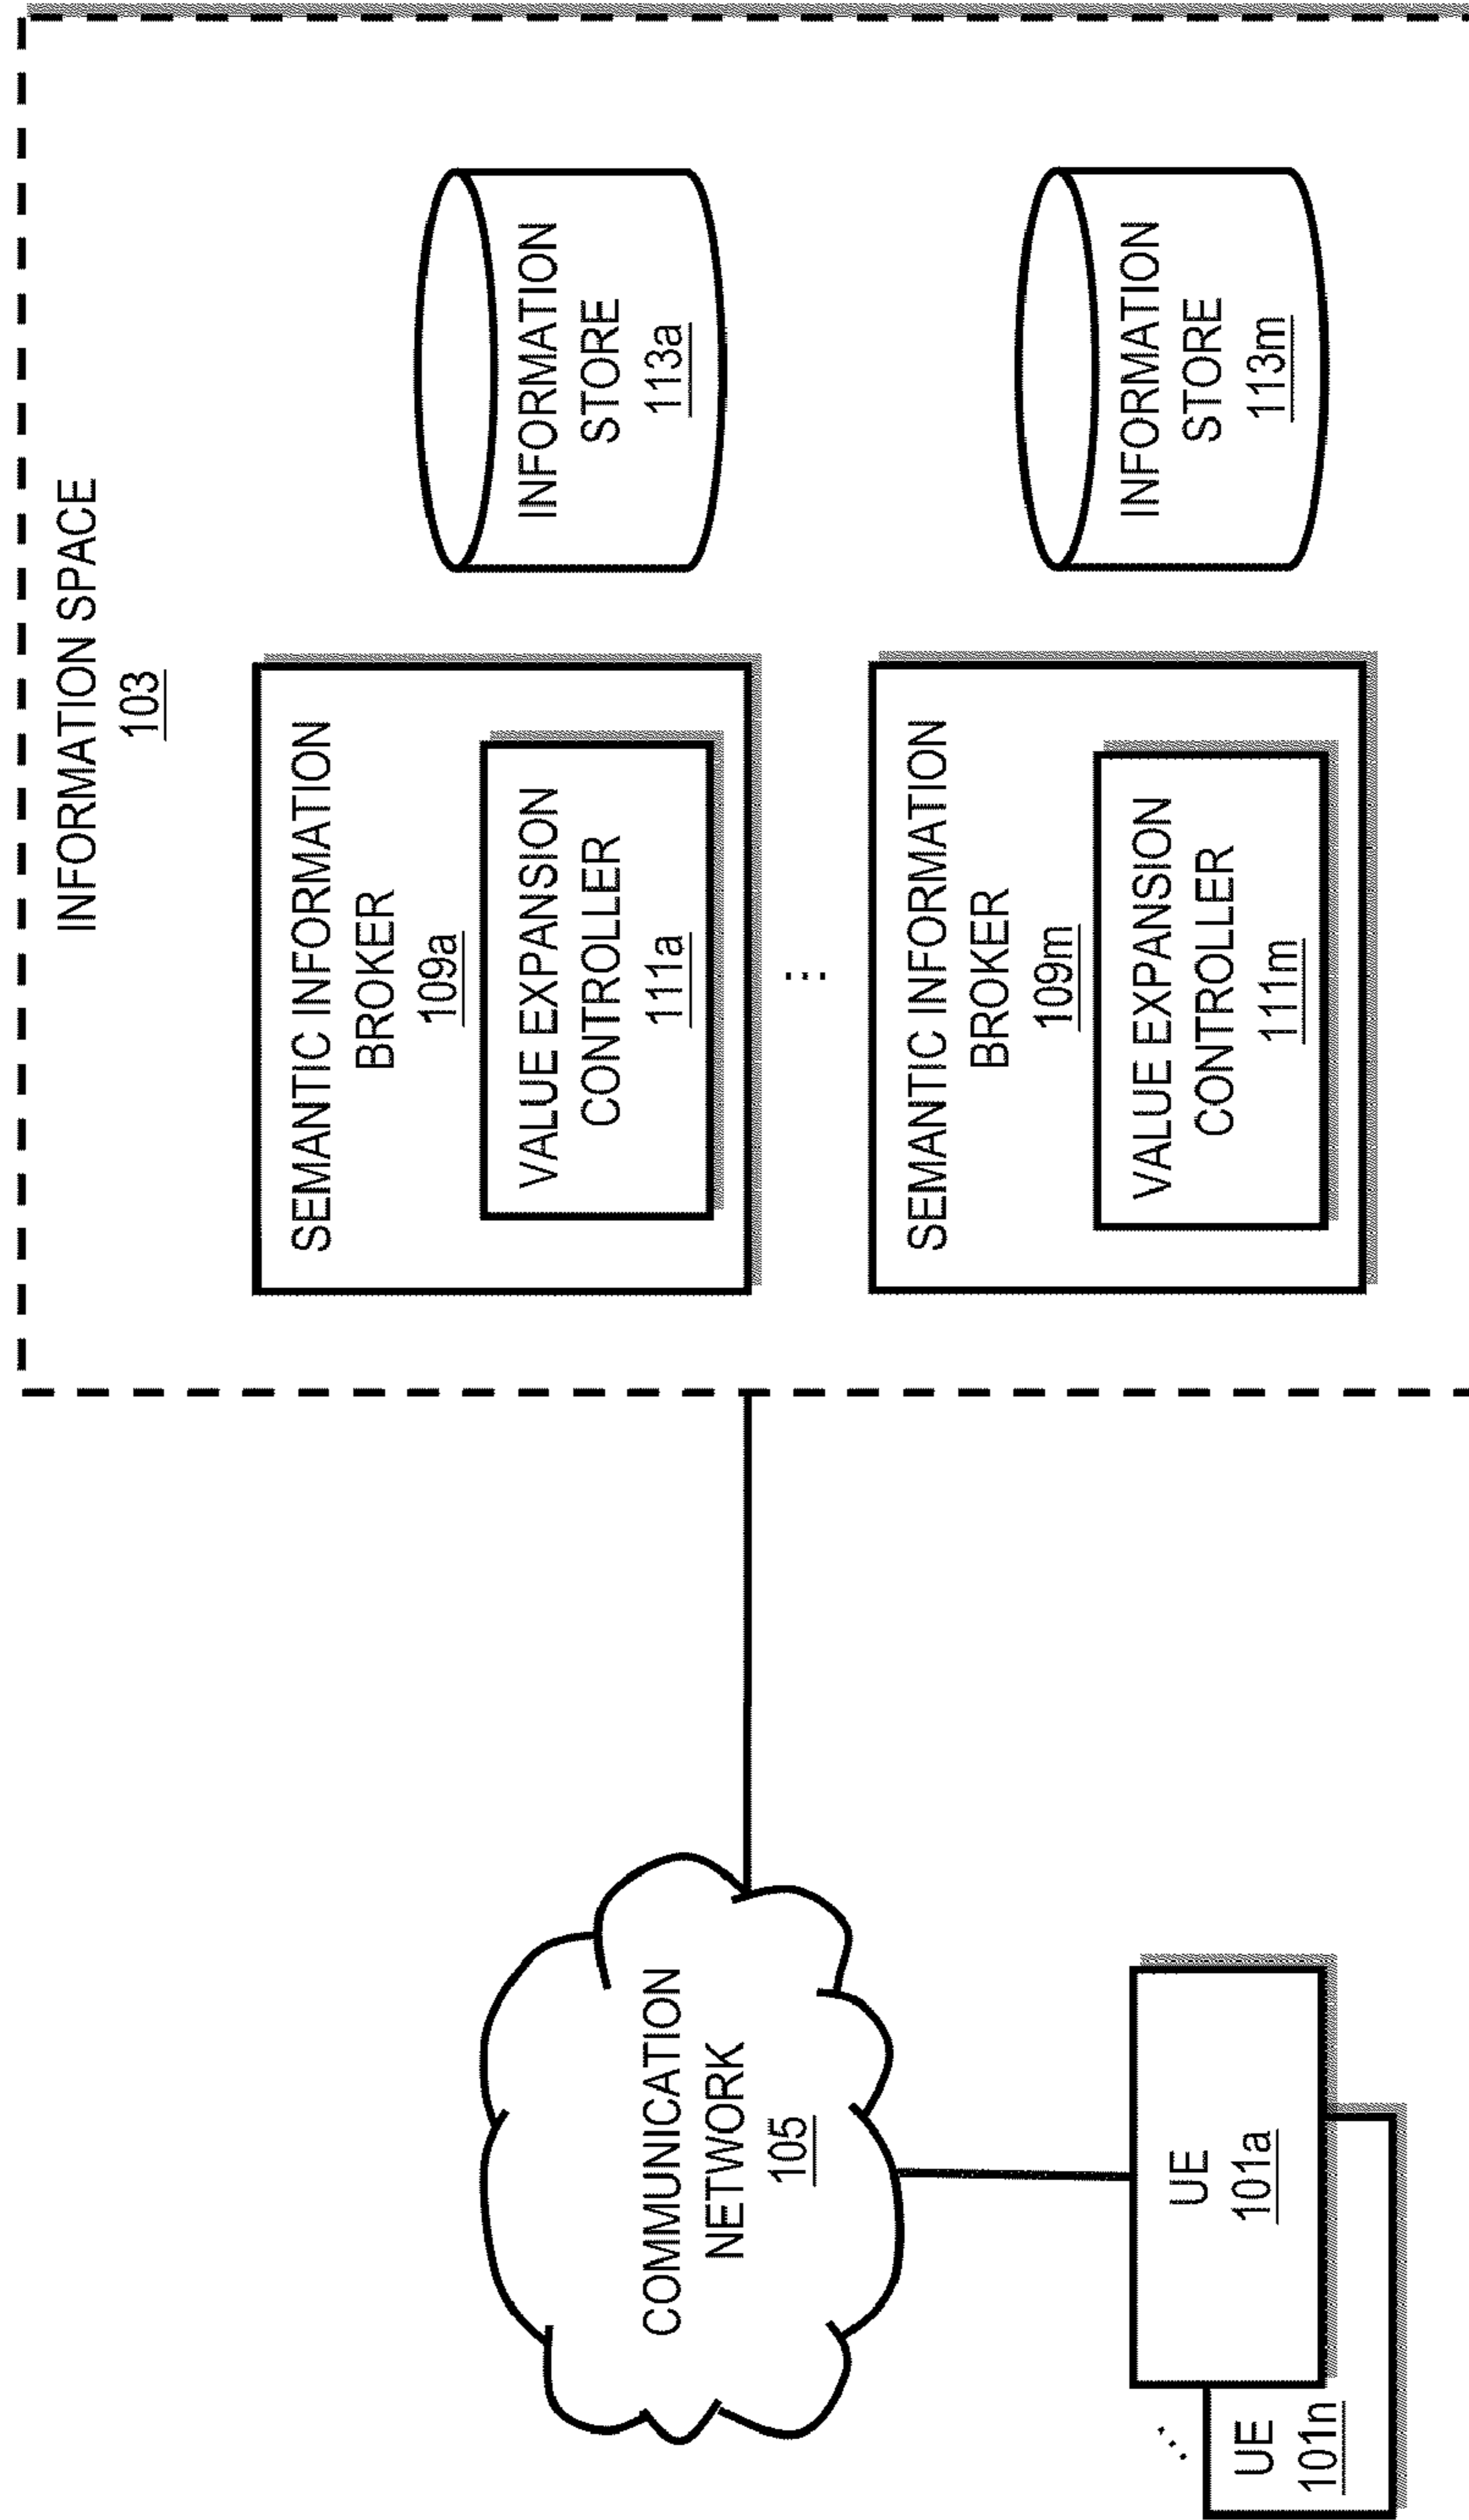 INFORMATION SPACE
103
SEMANTIC INFORMATION
BROKER
109a
VALUE EXPANSION
CONTROLLER
111a
INFORMATION
STORE
113a
...
SEMANTIC INFORMATION
BROKER
109m
VALUE EXPANSION
CONTROLLER
111m
INFORMATION
STORE
113m
COMMUNICATION
NETWORK
105
UE
101a
...
UE
101n